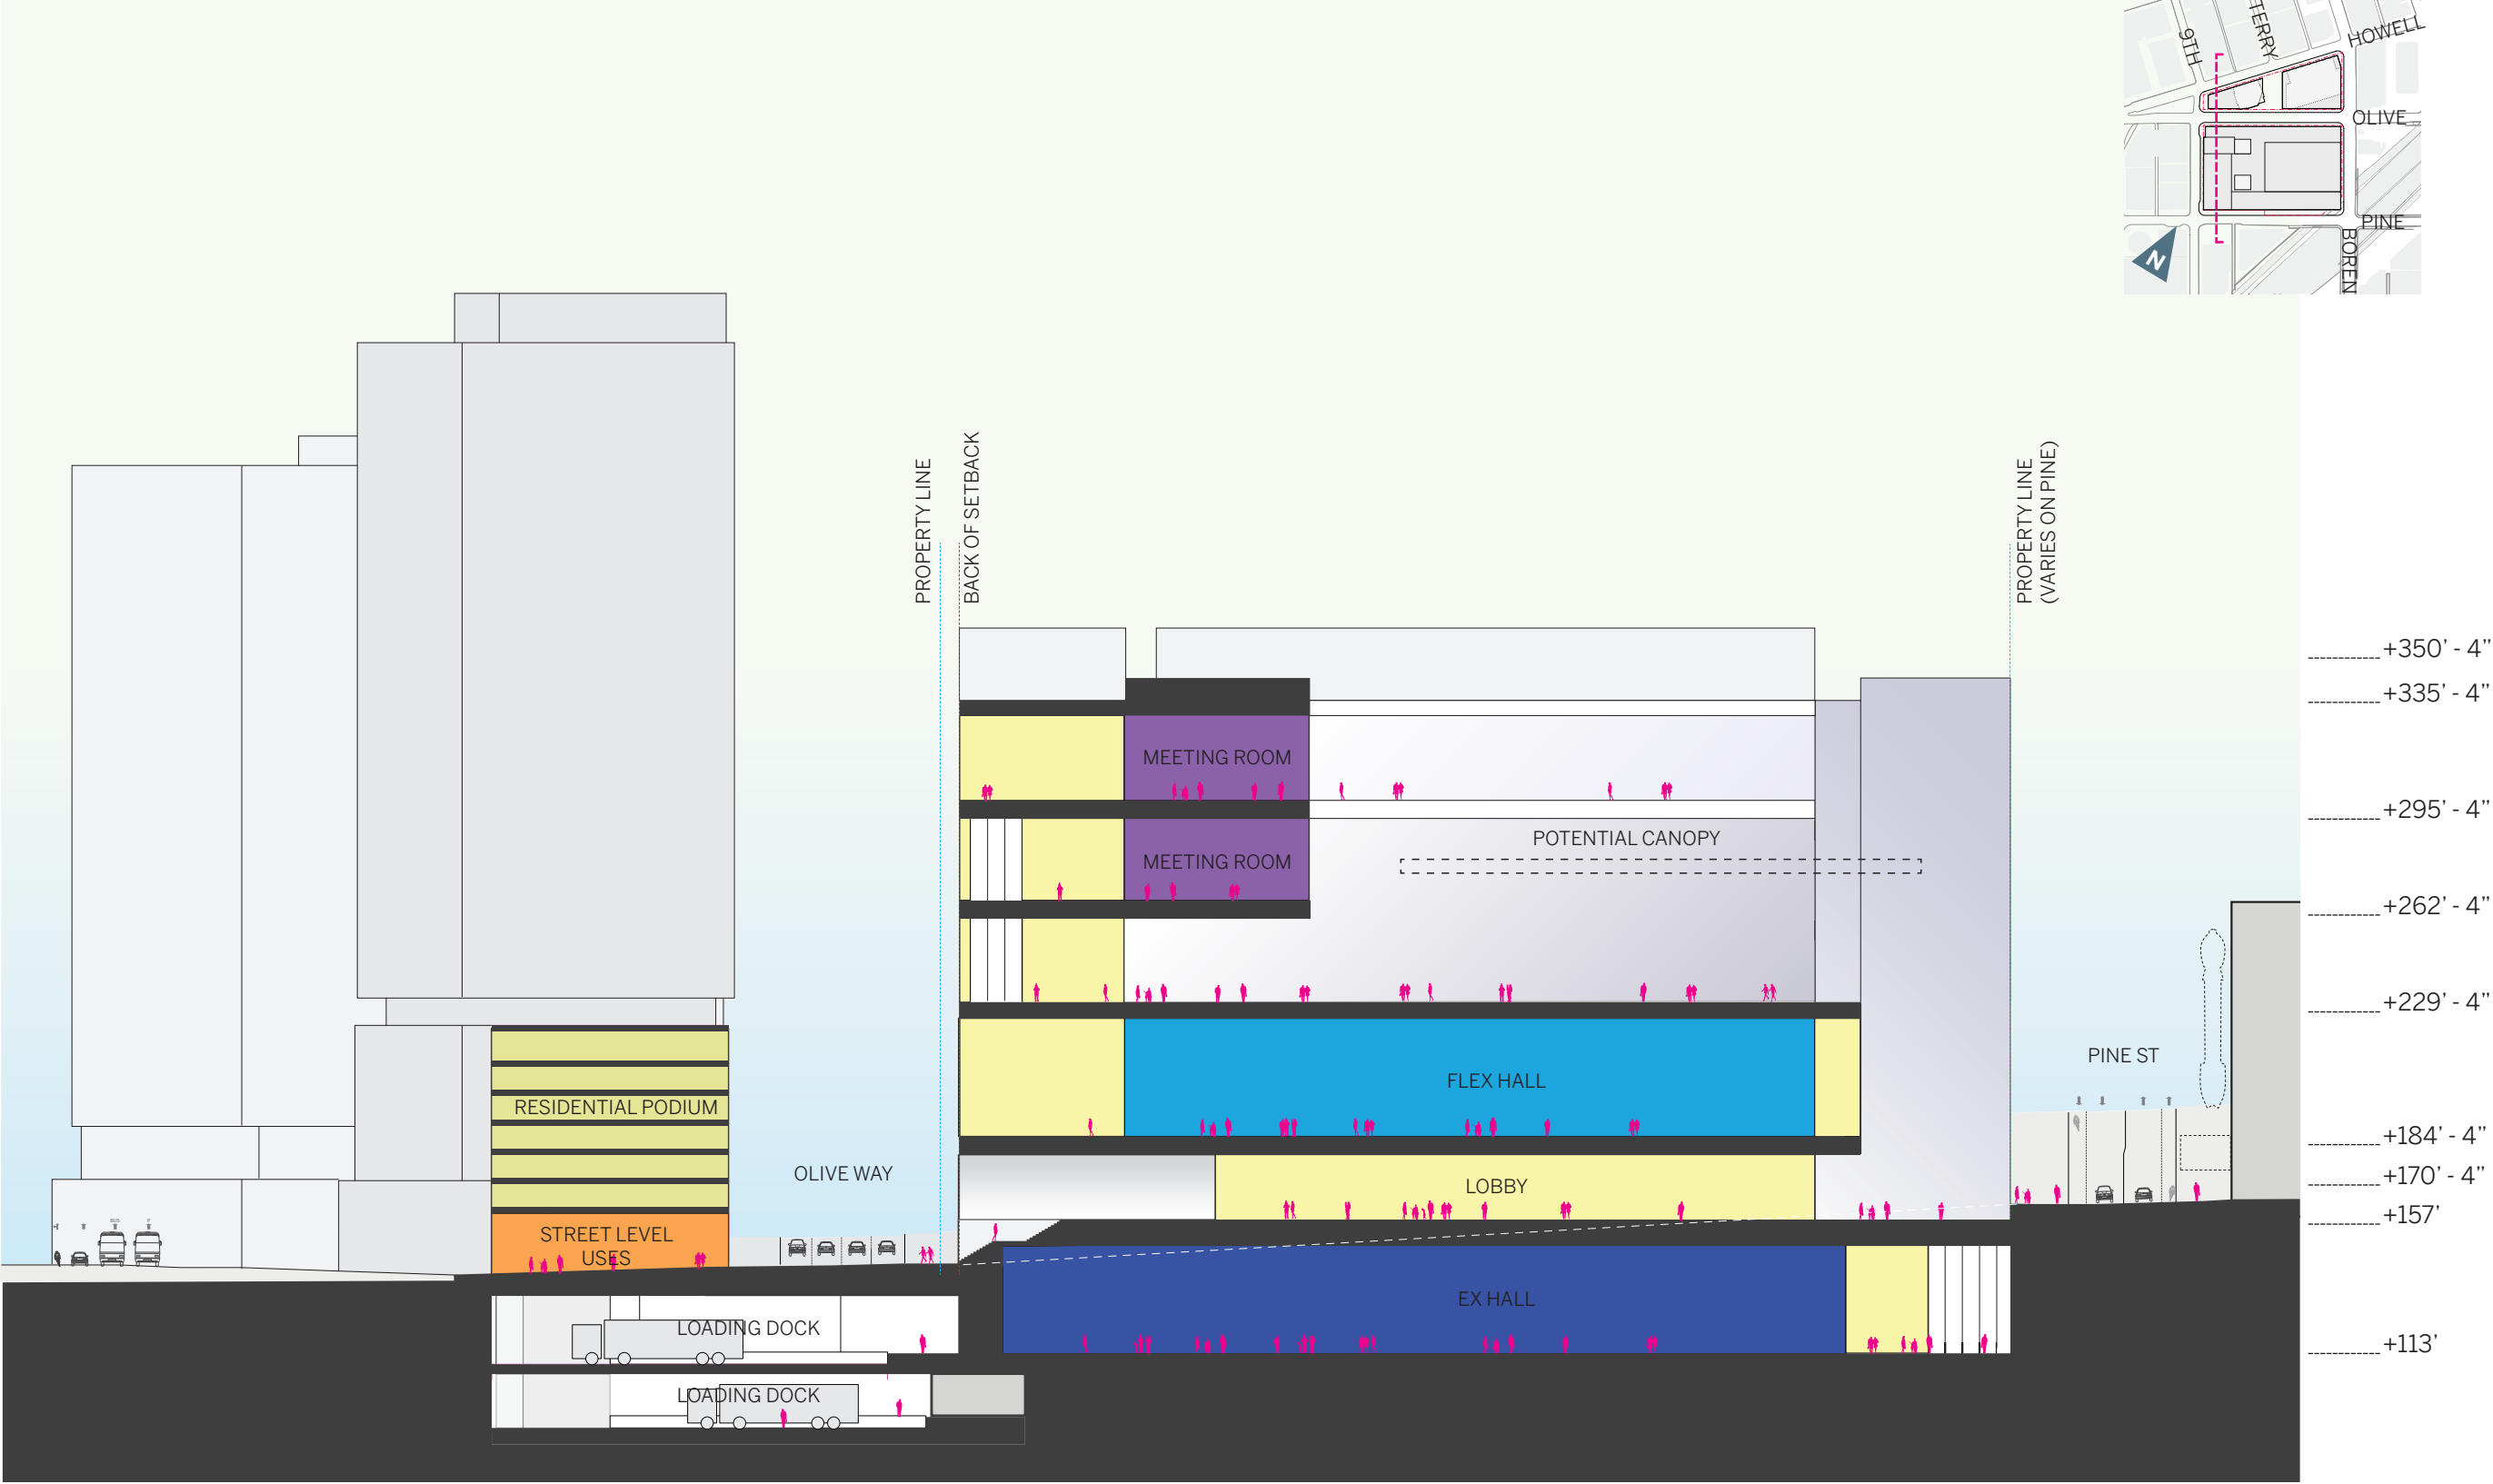 9TH
TERRY
HOWELL
OLIVE
PINE
BOREN
N
PROPERTY LINE
BACK OF SETBACK
PROPERTY LINE
(VARIES ON PINE)
+350’ - 4”
+335’ - 4”
MEETING ROOM
+295’ - 4”
POTENTIAL CANOPY
MEETING ROOM
+262’ - 4”
+229’ - 4”
PINE ST
FLEX HALL
RESIDENTIAL PODIUM
+184’ - 4”
OLIVE WAY
LOBBY
+170’ - 4”
+157’
BUS
P
STREET LEVEL
USES
EX HALL
LOADING DOCK
+113’
LOADING DOCK